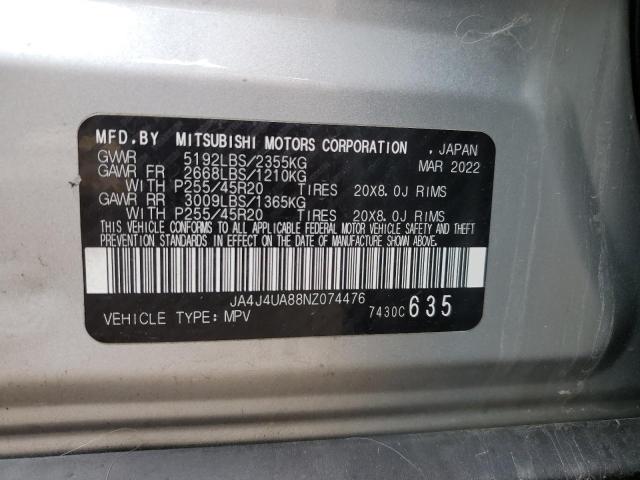 MFD.BY MITSUBISHI MOTORS CORPORATION , JAPAN
GVWR 5192LBS/2355KG MAR 2022
GAWR FR 2668LBS/1210KG
WITH P255/45R20 TIRES 20X8.0J RIMS
GAWR RR 3009LBS/1365KG
WITH P255/45R20 TIRES 20X8.0J RIMS
THIS VEHICLE CONFORMS TO ALL APPLICABLE FEDERAL MOTOR VEHICLE SAFETY AND THEFT
PREVENTION STANDARDS IN EFFECT ON THE DATE OF MANUFACTURE SHOWN ABOVE.
JA4J4UA88NZ074476
VEHICLE TYPE: MPV 7430C635